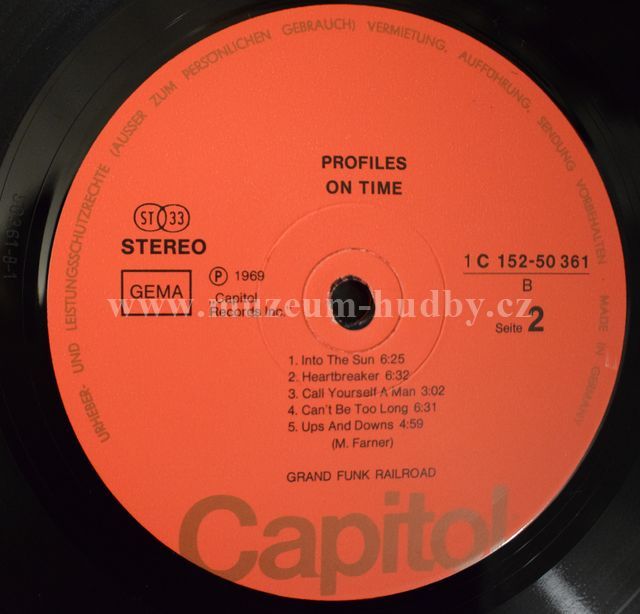 URHEBER- UND LEISTUNGSSCHUTZRECHTE (AUSSER ZUM PERSÖNLICHEN GEBRAUCH) VERMIETUNG, AUFFÜHRUNG, SENDUNG VORBEHALTEN MADE IN GERMANY
PROFILES
ON TIME
ST 33
STEREO
GEMA
℗ 1969
Capitol
Records Inc.
1 C 152-50 361
B
Seite 2
www.muzeum-hudby.cz
1. Into The Sun 6:25
2. Heartbreaker 6:32
3. Call Yourself A Man 3:02
4. Can't Be Too Long 6:31
5. Ups And Downs 4:59
(M. Farner)
GRAND FUNK RAILROAD
Capitol